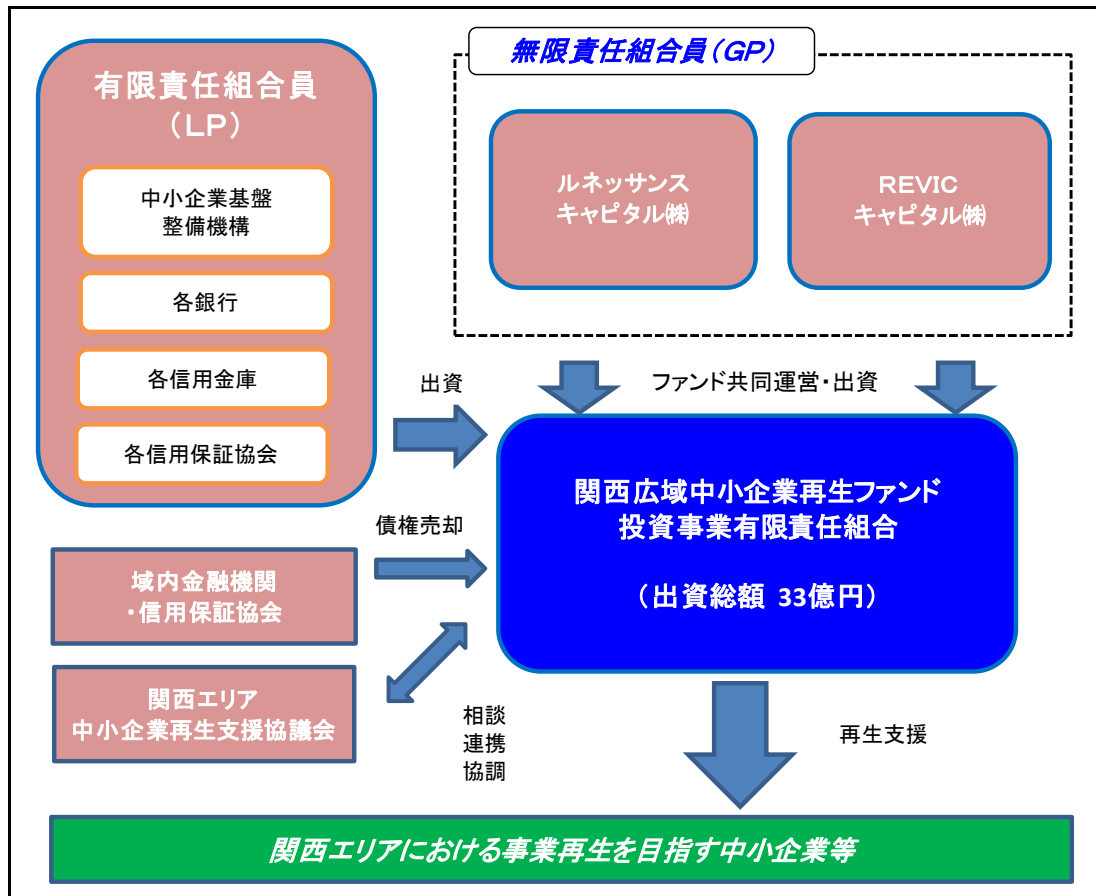 有限責任組合員
（ＬＰ）
中小企業基盤
整備機構
各銀行
各信用金庫
各信用保証協会
無限責任組合員（GP）
ルネッサンス
キャピタル㈱
ＲＥＶＩＣ
キャピタル㈱
出資
ファンド共同運営・出資
関西広域中小企業再生ファンド
投資事業有限責任組合
（出資総額 33億円）
債権売却
域内金融機関
・信用保証協会
関西エリア
中小企業再生支援協議会
相談
連携
協調
再生支援
関西エリアにおける事業再生を目指す中小企業等